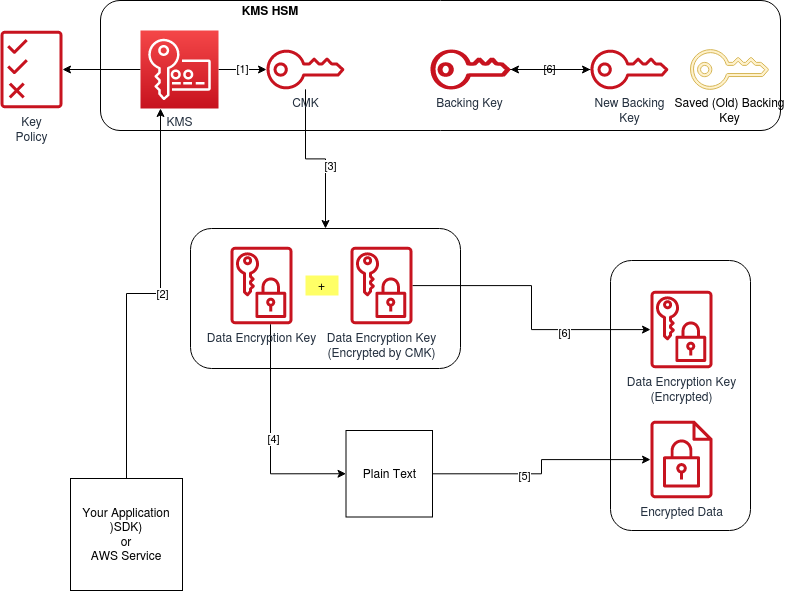 KMS HSM
[1]
[6]
Key
Policy
KMS
CMK
Backing Key
New Backing
Key
Saved (Old) Backing
Key
[3]
[2]
+
Data Encryption Key
Data Encryption Key
(Encrypted by CMK)
[6]
Data Encryption Key
(Encrypted)
[4]
Plain Text
[5]
Encrypted Data
Your Application
)SDK)
or
AWS Service